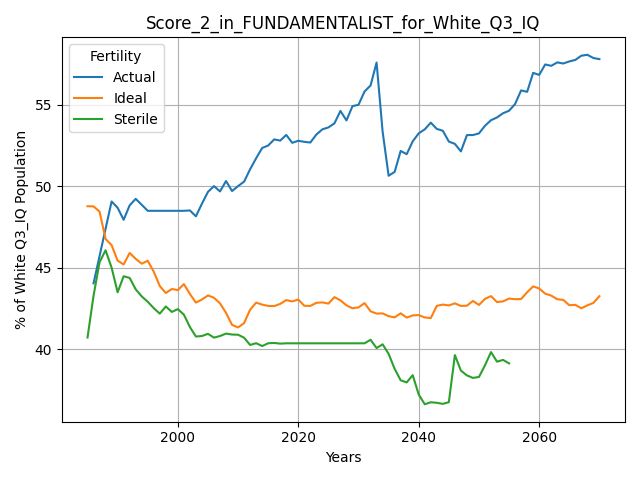 Score_2_in_FUNDAMENTALIST_for_White_Q3_IQ
Fertility
Actual
Ideal
Sterile
% of White Q3_IQ Population
55
50
45
40
2000
2020
2040
2060
Years